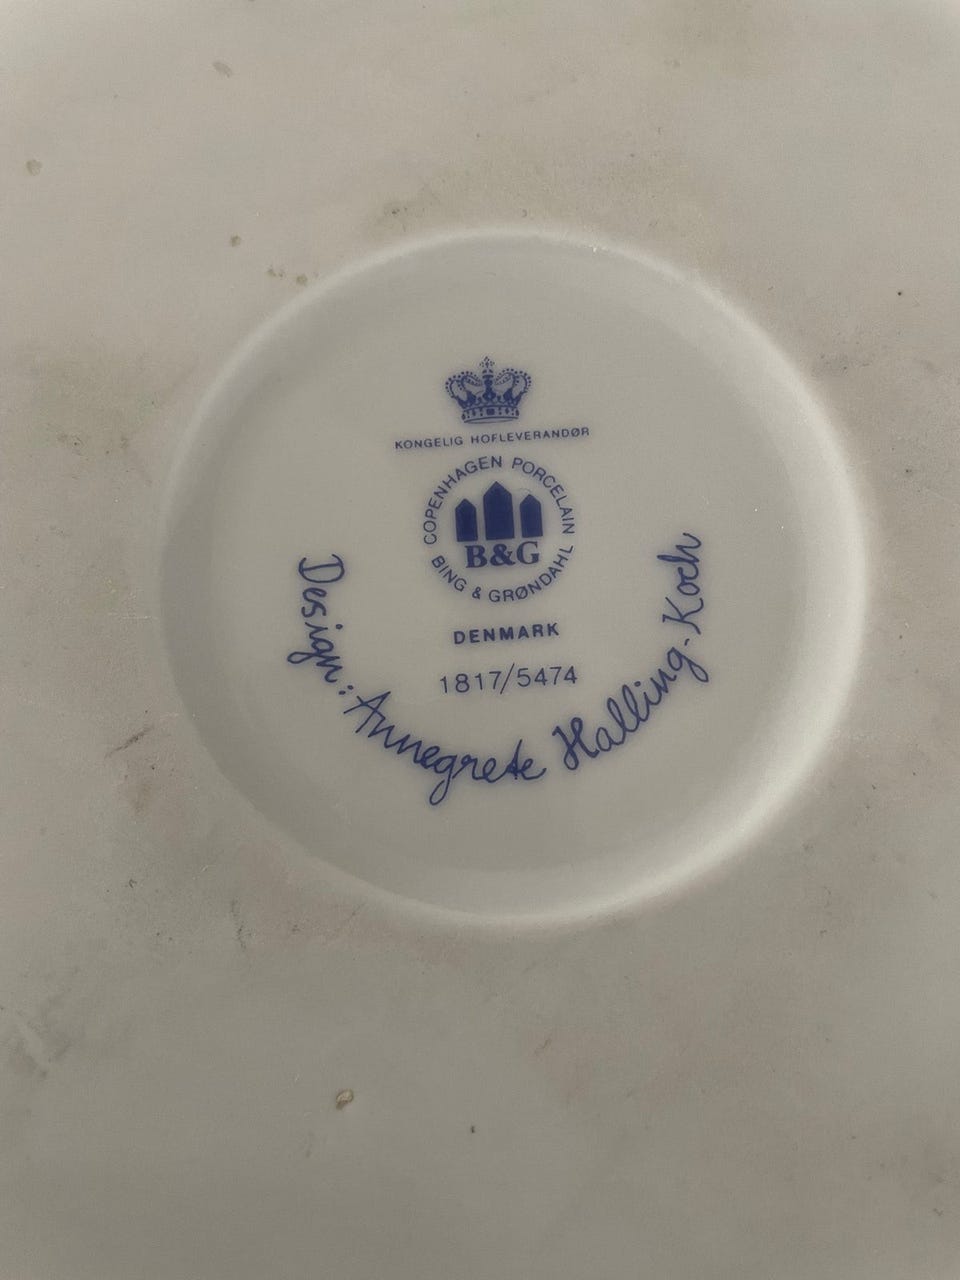 KONGELIG HOFLEVERANDØR
COPENHAGEN PORCELAIN
B&G
BING & GRØNDAHL
DENMARK
1817/5474
Design: Annegrete Halling-Koch